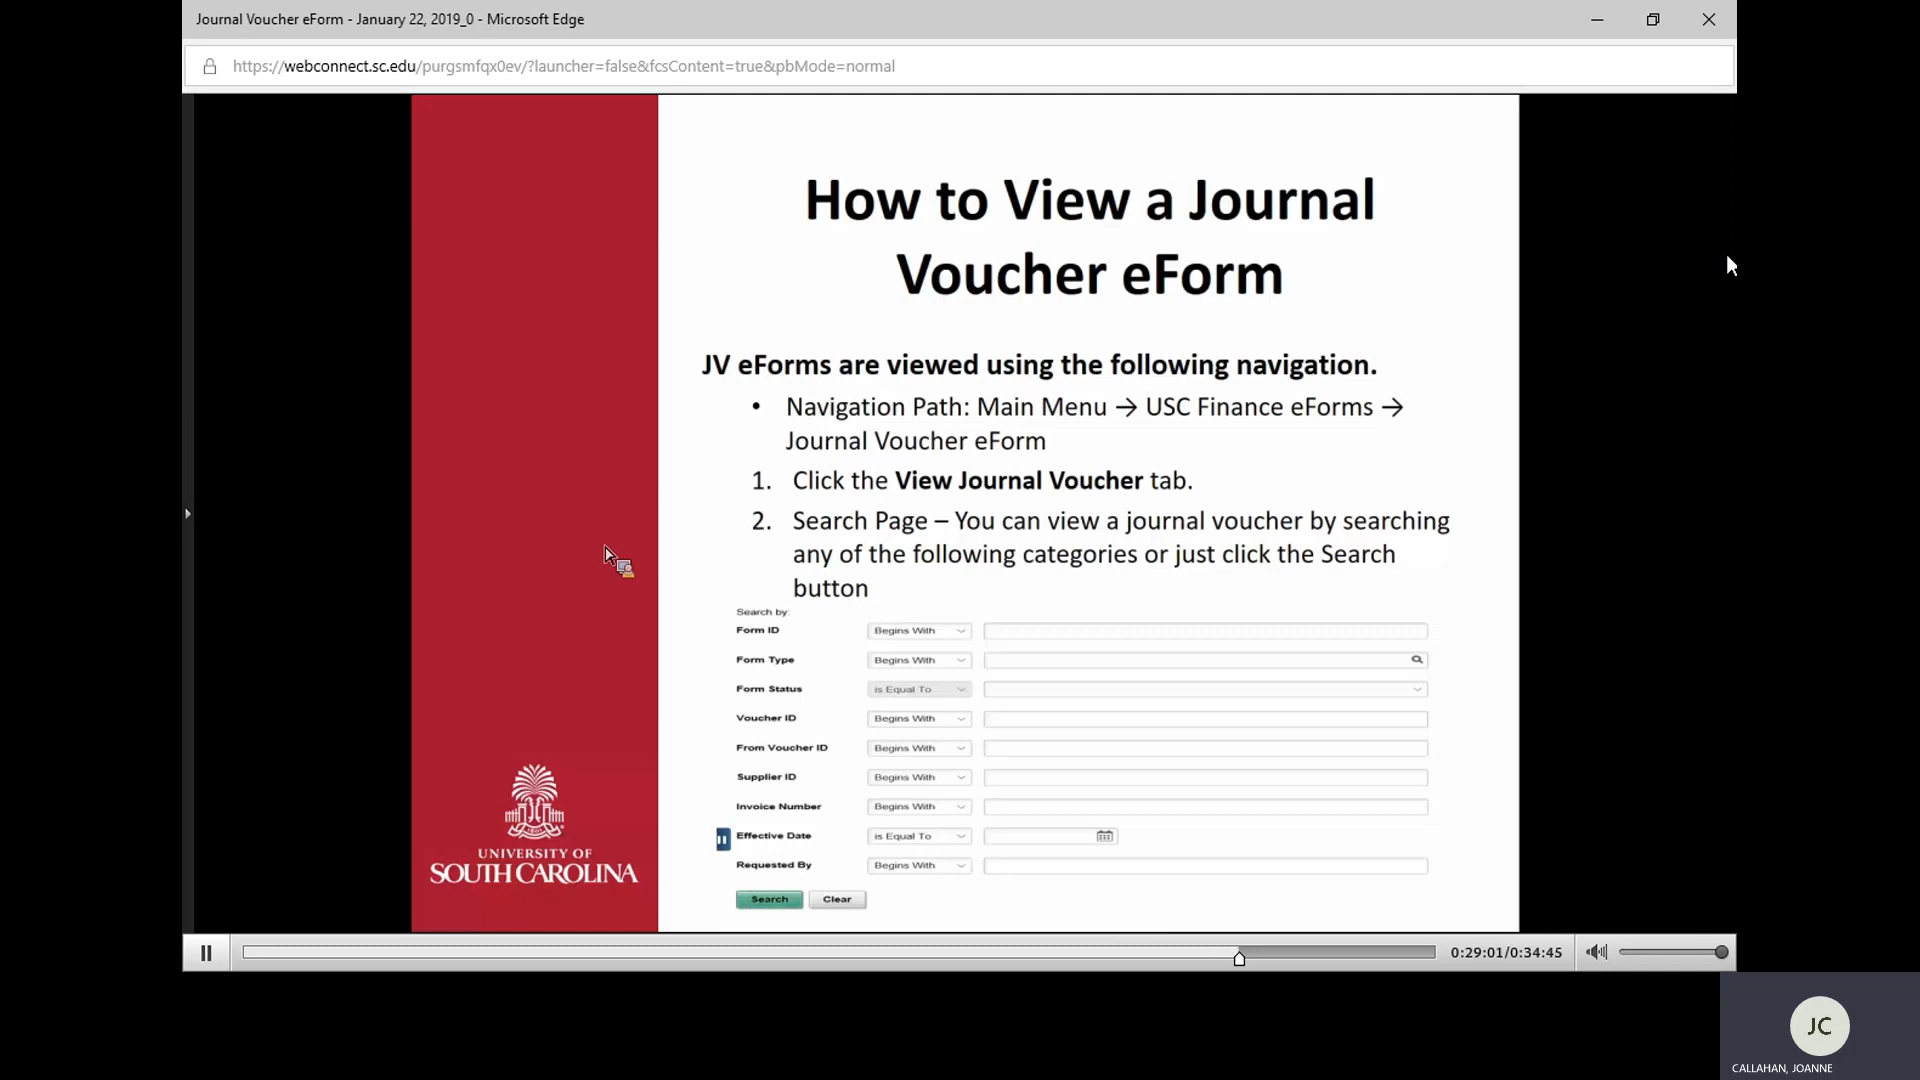 Journal Voucher eForm - January 22, 2019_0 - Microsoft Edge
https://webconnect.sc.edu/purgsmfqx0ev/?launcher=false&fcsContent=true&pbMode=normal
How to View a Journal
Voucher eForm
JV eForms are viewed using the following navigation.
• Navigation Path: Main Menu → USC Finance eForms →
Journal Voucher eForm
1. Click the View Journal Voucher tab.
2. Search Page – You can view a journal voucher by searching
any of the following categories or just click the Search
button
Search by:
Form ID Begins With
Form Type Begins With
Form Status is Equal To
Voucher ID Begins With
From Voucher ID Begins With
Supplier ID Begins With
Invoice Number Begins With
Effective Date is Equal To
Requested By Begins With
Search Clear
UNIVERSITY OF
SOUTH CAROLINA
0:29:01/0:34:45
JC
CALLAHAN, JOANNE